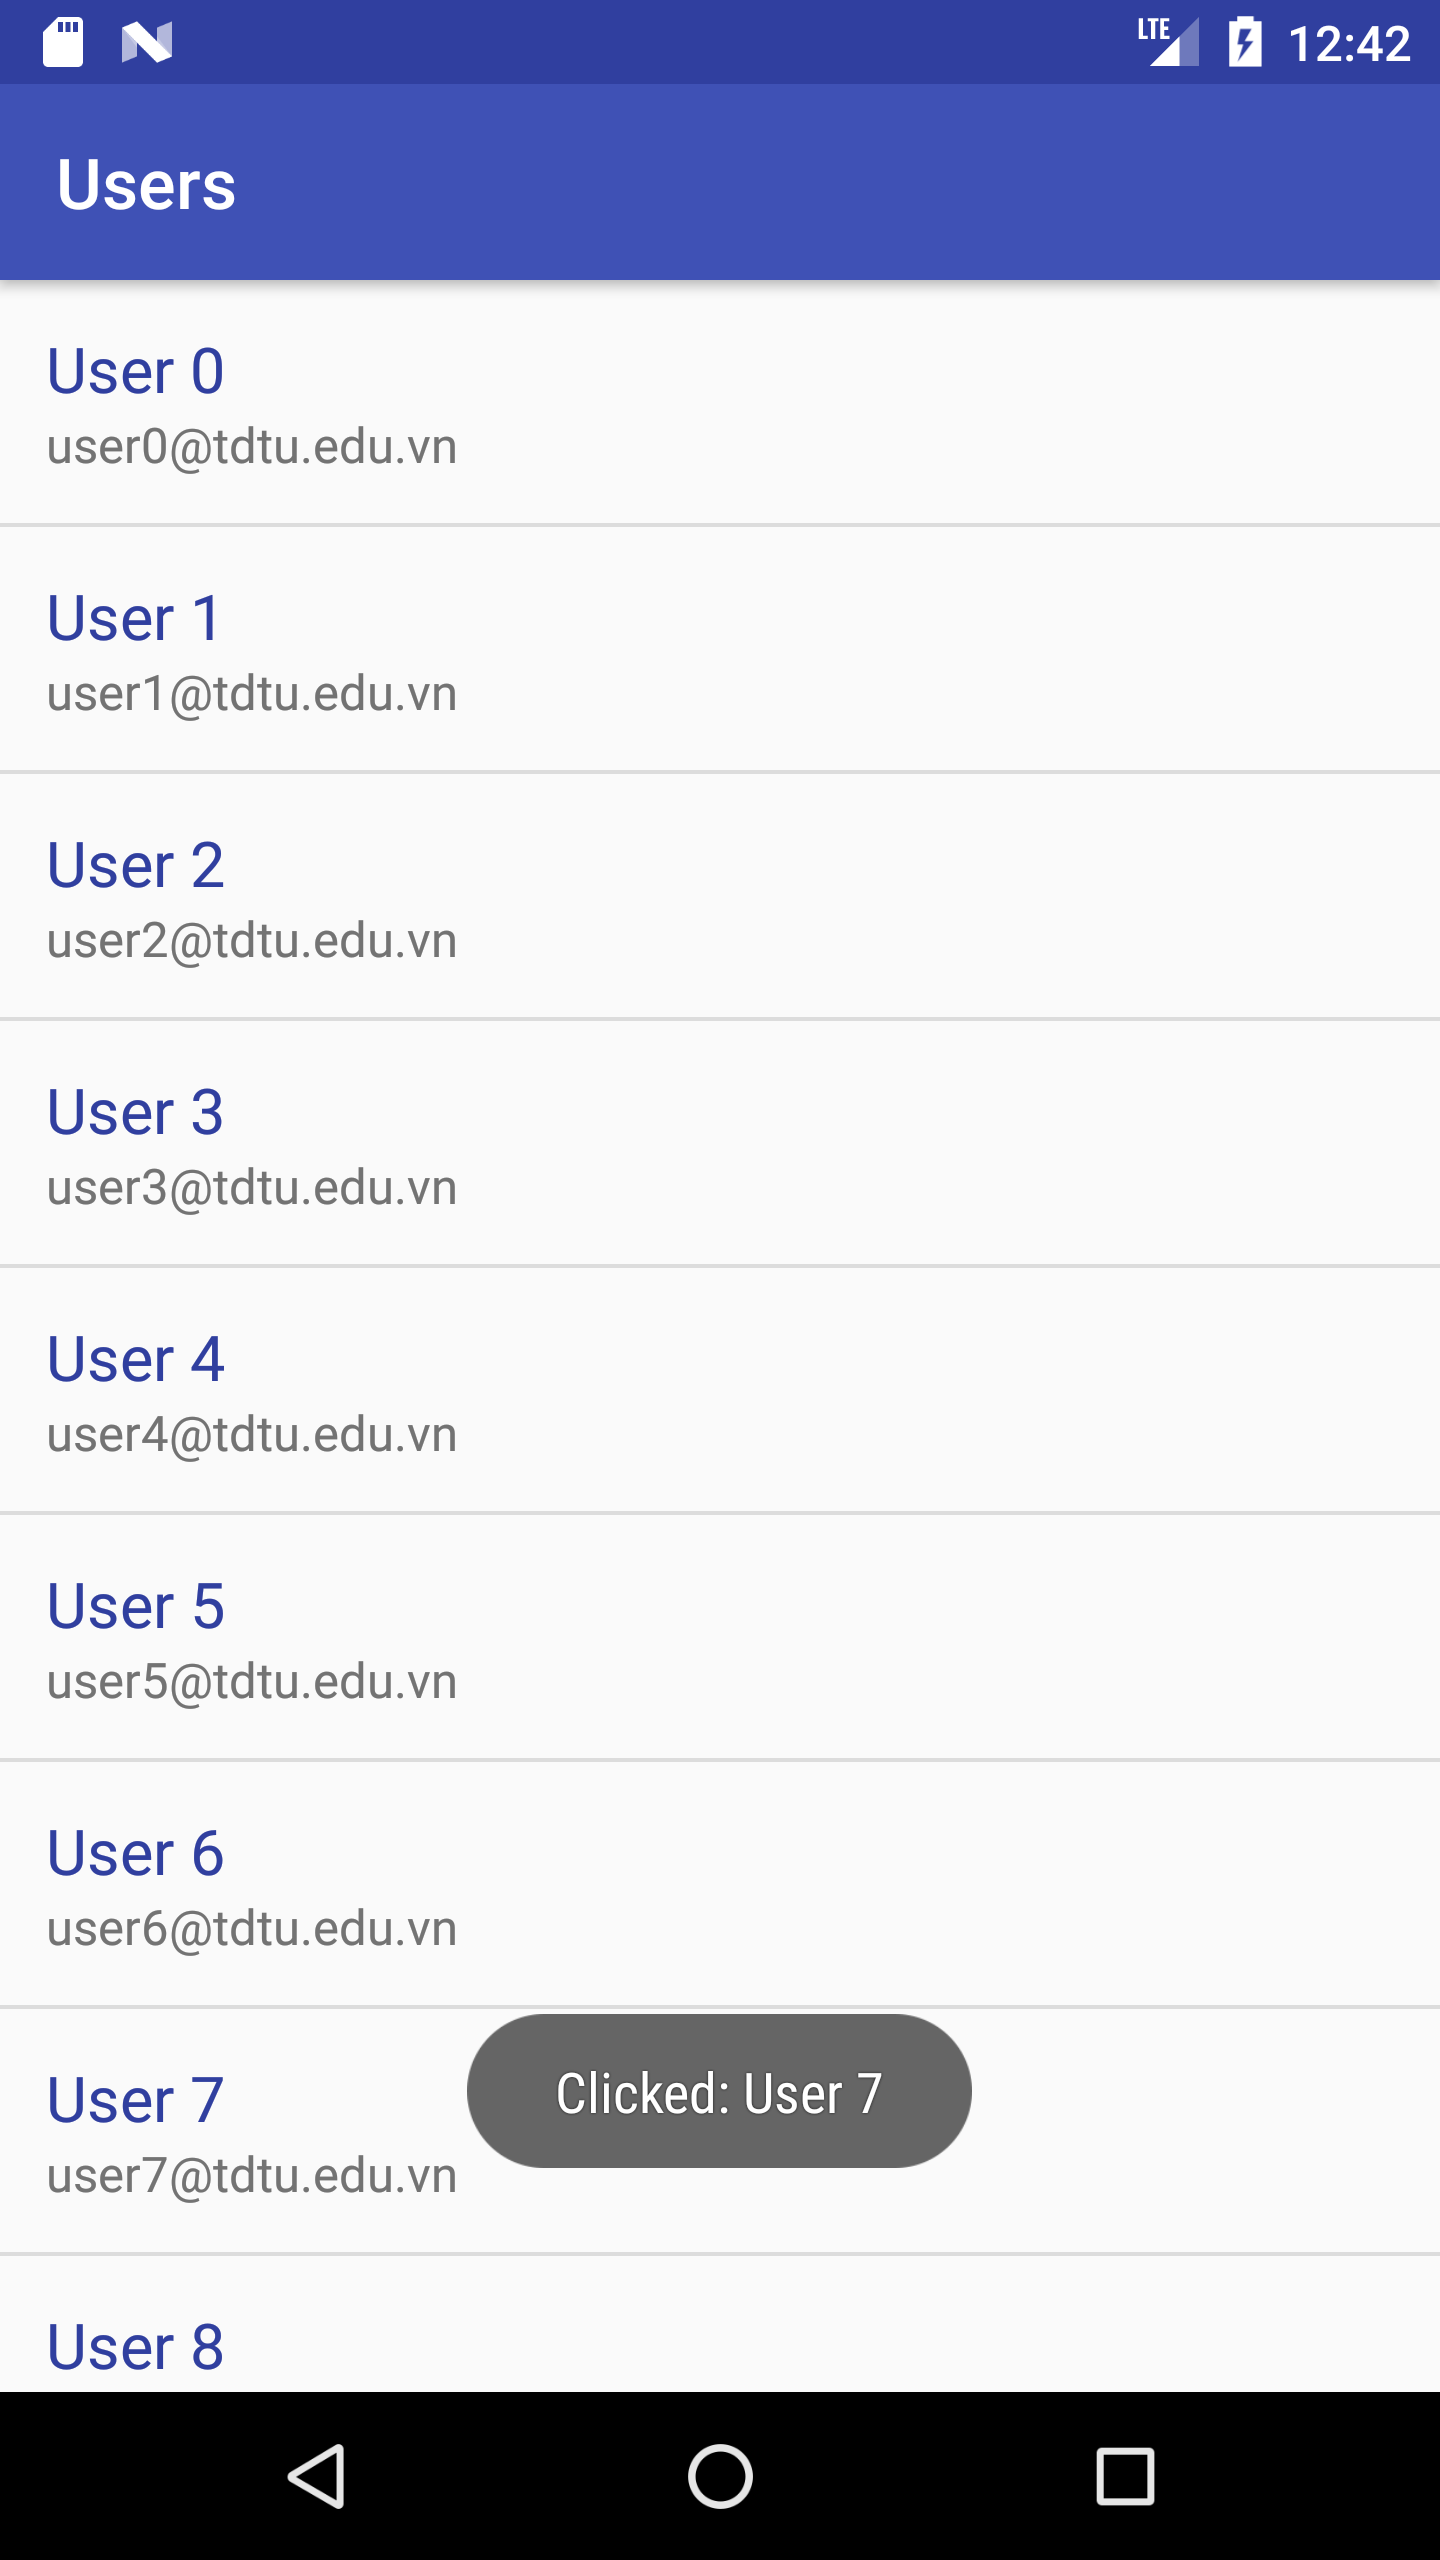 LTE 12:42
Users
User 0
user0@tdtu.edu.vn
User 1
user1@tdtu.edu.vn
User 2
user2@tdtu.edu.vn
User 3
user3@tdtu.edu.vn
User 4
user4@tdtu.edu.vn
User 5
user5@tdtu.edu.vn
User 6
user6@tdtu.edu.vn
User 7
Clicked: User 7
user7@tdtu.edu.vn
User 8